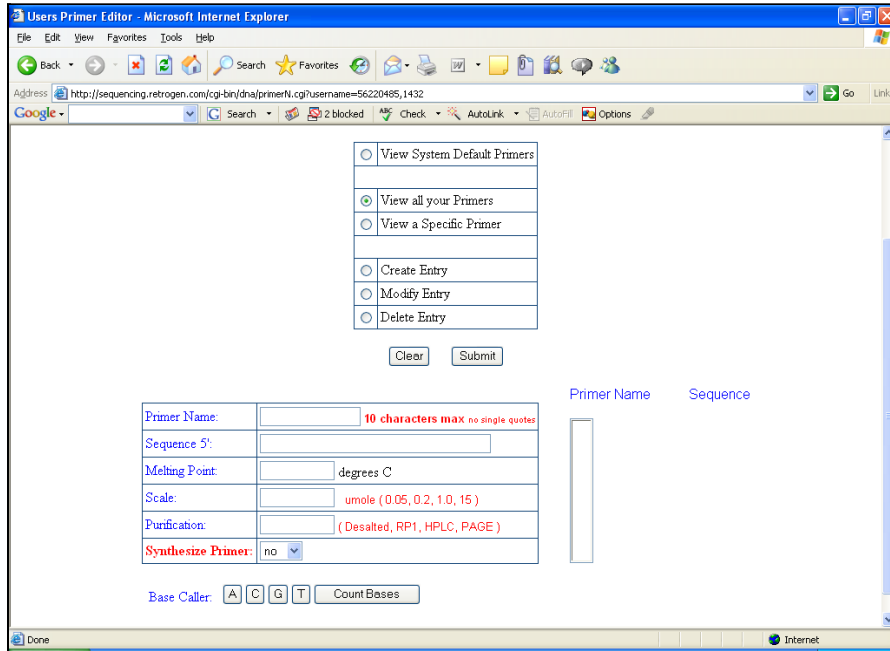 Users Primer Editor - Microsoft Internet Explorer
File Edit View Favorites Tools Help
Back Search Favorites
Address http://sequencing.retrogen.com/cgi-bin/dna/primerN.cgi?username=56220485,1432 Go Link
Google Search 2 blocked ABC Check AutoLink AutoFill Options
View System Default Primers
View all your Primers
View a Specific Primer
Create Entry
Modify Entry
Delete Entry
Clear Submit
Primer Name Sequence
Primer Name: 10 characters max no single quotes
Sequence 5':
Melting Point: degrees C
Scale: umole ( 0.05, 0.2, 1.0, 15 )
Purification: ( Desalted, RP1, HPLC, PAGE )
Synthesize Primer: no
Base Caller: A C G T Count Bases
Done Internet